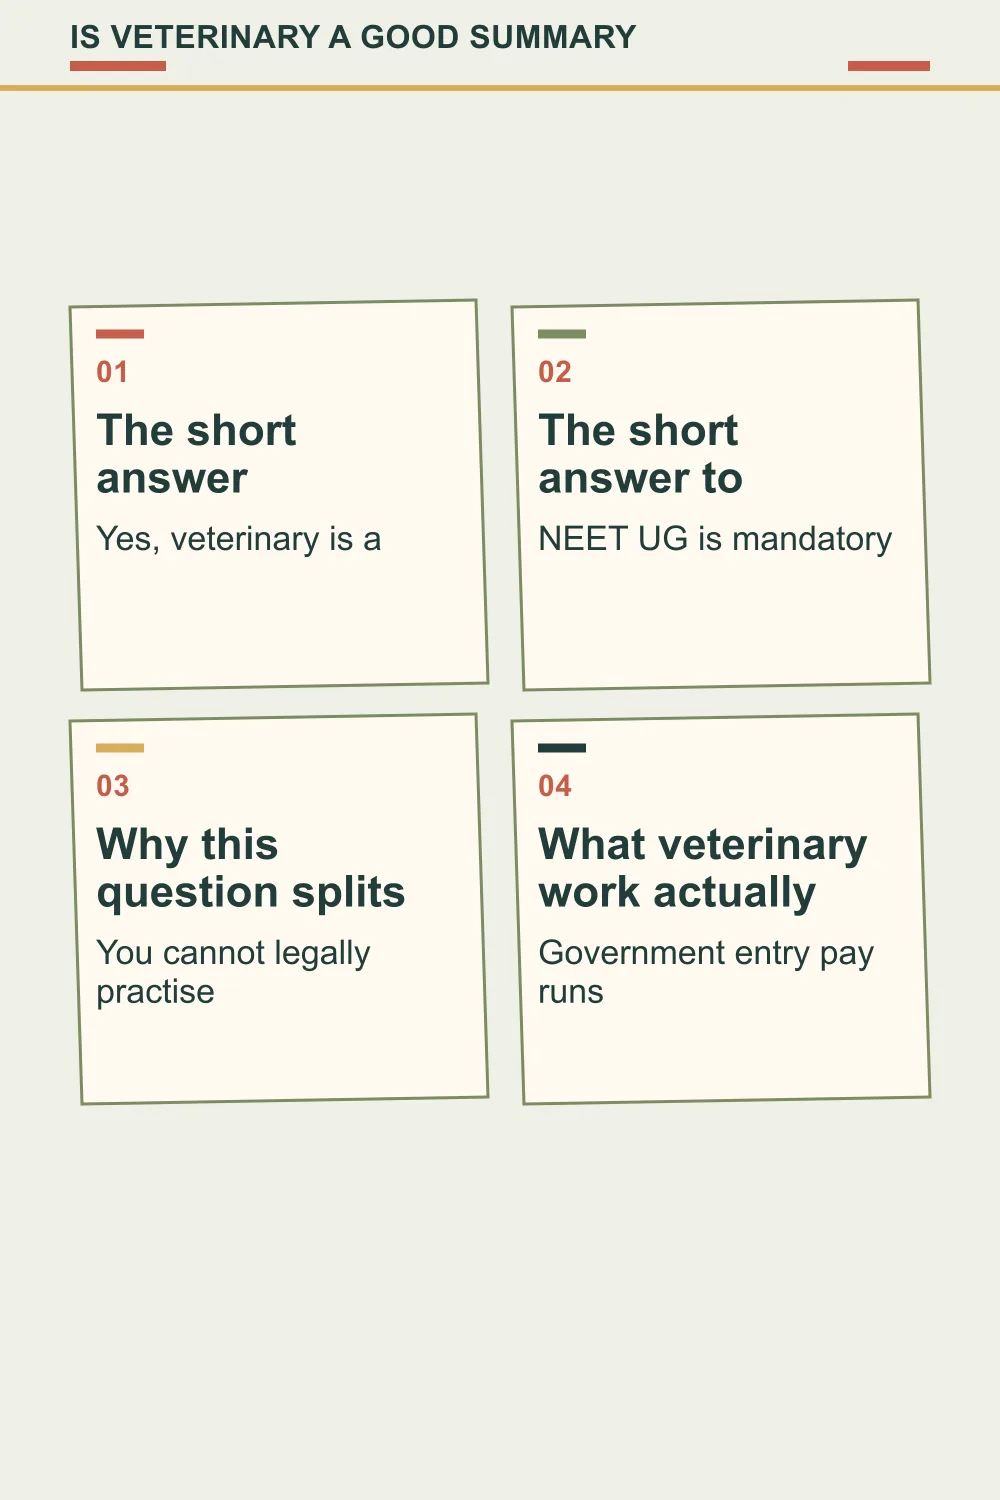 IS VETERINARY A GOOD SUMMARY
01
The short
answer
Yes, veterinary is a
02
The short
answer to
NEET UG is mandatory
03
Why this
question splits
You cannot legally
practise
04
What veterinary
work actually
Government entry pay
runs